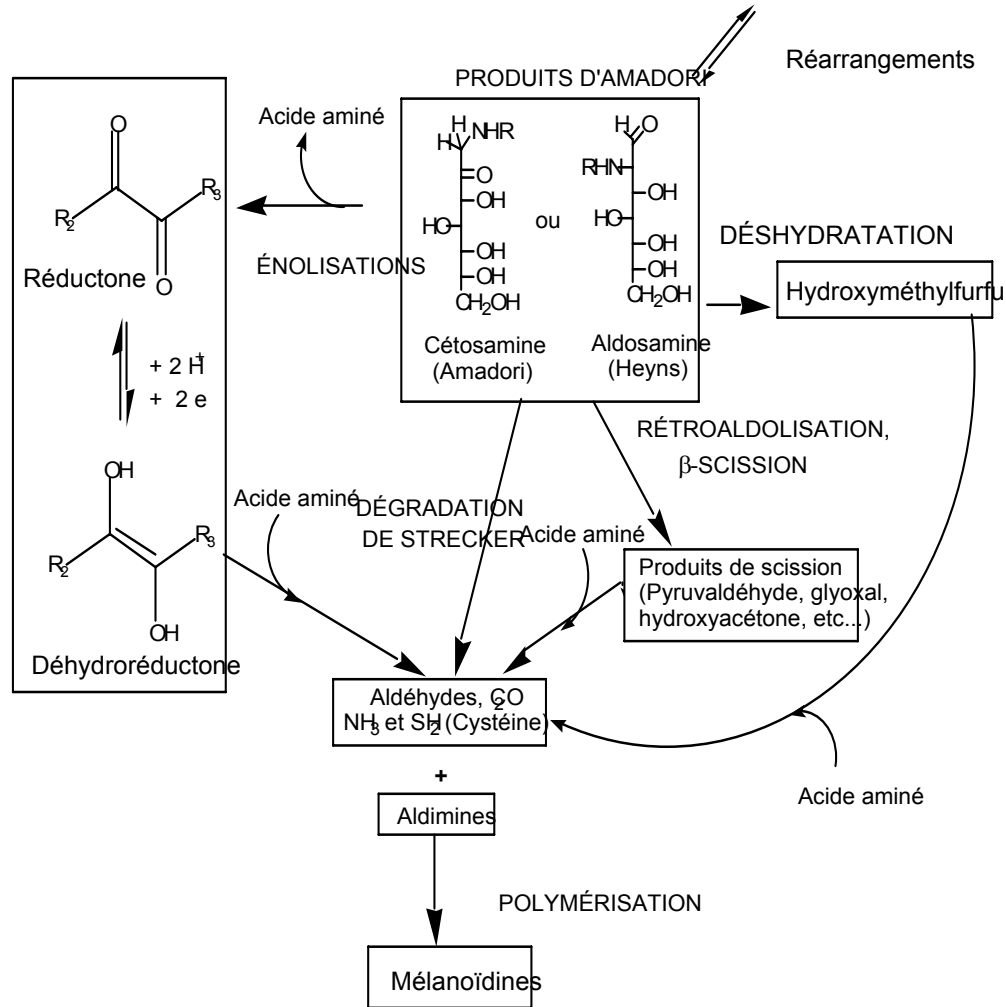 Réarrangements
PRODUITS D'AMADORI
Acide aminé
O
R2
R3
O
Réductone
ÉNOLISATIONS
H
H
NHR
O
OH
HO
OH
OH
CH2OH
Cétosamine
(Amadori)
ou
H
O
RHN
OH
HO
OH
OH
CH2OH
Aldosamine
(Heyns)
DÉSHYDRATATION
Hydroxyméthylfurfu
+ 2 H+
+ 2 e
RÉTROALDOLISATION,
β-SCISSION
OH
R2
R3
OH
Déhydroréductone
Acide aminé
DÉGRADATION
DE STRECKER
Acide aminé
Produits de scission
(Pyruvaldéhyde, glyoxal,
hydroxyacétone, etc...)
Aldéhydes, CO2
NH3 et SH2 (Cystéine)
Acide aminé
+
Aldimines
POLYMÉRISATION
Mélanoïdines